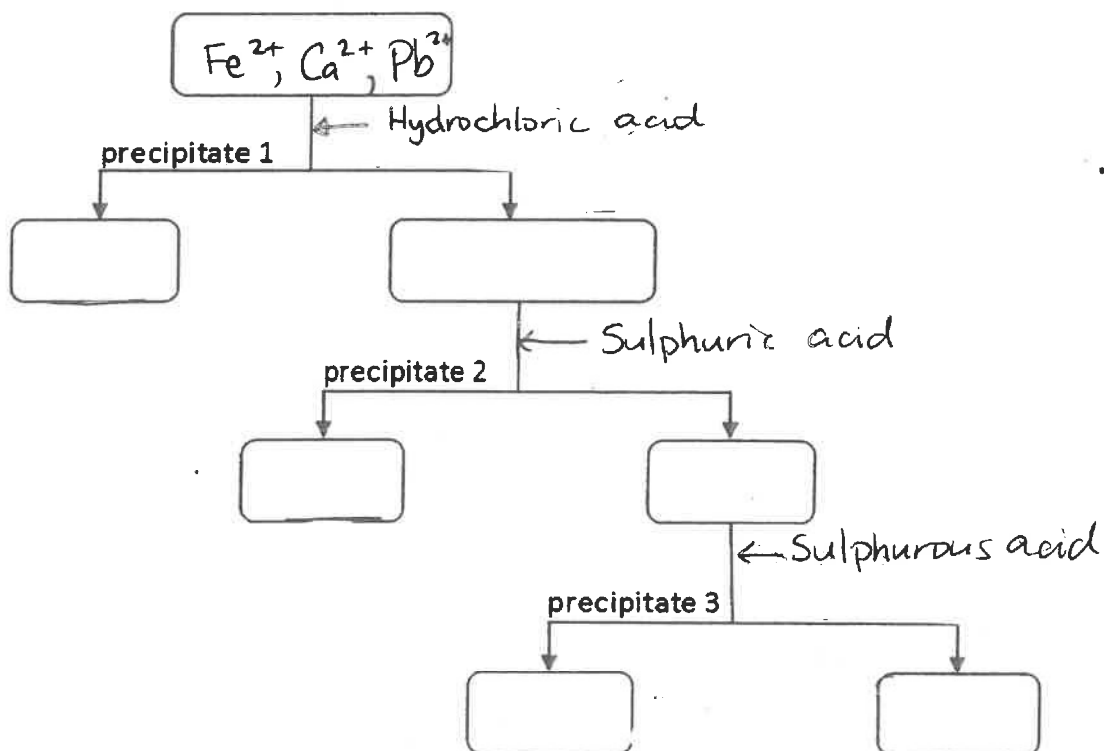 Fe²⁺, Ca²⁺, Pb²⁺
Hydrochloric acid
precipitate 1
Sulphuric acid
precipitate 2
Sulphurous acid
precipitate 3